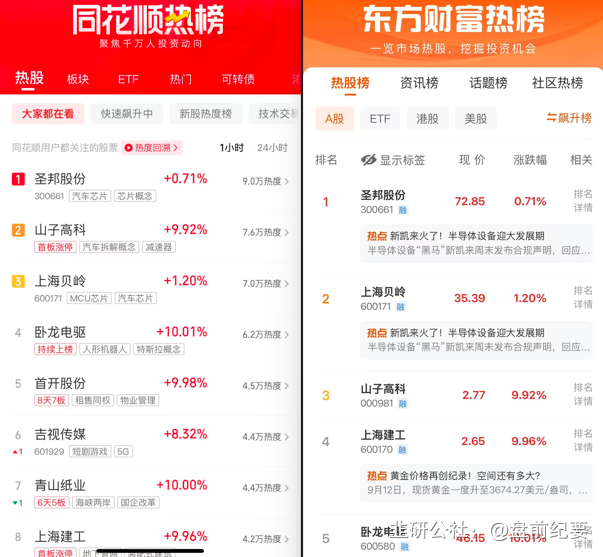 同花顺热榜
聚焦千万人投资动向
热股 板块 ETF 热门 可转债
大家都在看 快速飙升中 新股热度榜 技术交易
同花顺用户都关注的股票 热度回溯 > 1小时 24小时
1 圣邦股份 +0.71% 9.0万热度 >
300661 汽车芯片 芯片概念
2 山子高科 +9.92% 7.6万热度 >
首板涨停 汽车拆解概念 减速器
3 上海贝岭 +1.20% 7.0万热度 >
600171 MCU芯片 汽车芯片
4 卧龙电驱 +10.01% 6.2万热度 >
持续上榜 人形机器人 特斯拉概念
5 首开股份 +9.98% 4.5万热度 >
8天7板 租售同权 物业管理
6 吉视传媒 +8.32% 4.4万热度 >
▲1 601929 短剧游戏 5G
7 青山纸业 +10.00% 4.4万热度 >
▼1 6天5板 海峡两岸 国企改革
8 上海建工 +9.96% 4.2万热度 >
首板涨停
东方财富热榜
一览市场热股，挖掘投资机会
热股榜 资讯榜 话题榜 社区热榜
A股 ETF 港股 美股 飙升榜
排名 显示标签 现价 涨跌幅 相关
1 圣邦股份 72.85 0.71% 排名
300661 融 详情
热点 新凯来火了！半导体设备迎大发展期
半导体设备“黑马”新凯来周末发布合规声明，回应...
2 上海贝岭 35.39 1.20% 排名
600171 融 详情
热点 新凯来火了！半导体设备迎大发展期
半导体设备“黑马”新凯来周末发布合规声明，回应...
3 山子高科 2.77 9.92% 排名
000981 融 详情
4 上海建工 2.65 9.96% 排名
600170 融 详情
热点 黄金价格再创纪录！空间还有多大？
9月12日，现货黄金一度升至3674.27美元/盎司，...
5 卧龙电驱 46.15 10.01% 排名
600580 融 详情
韭研公社：@盘前纪要